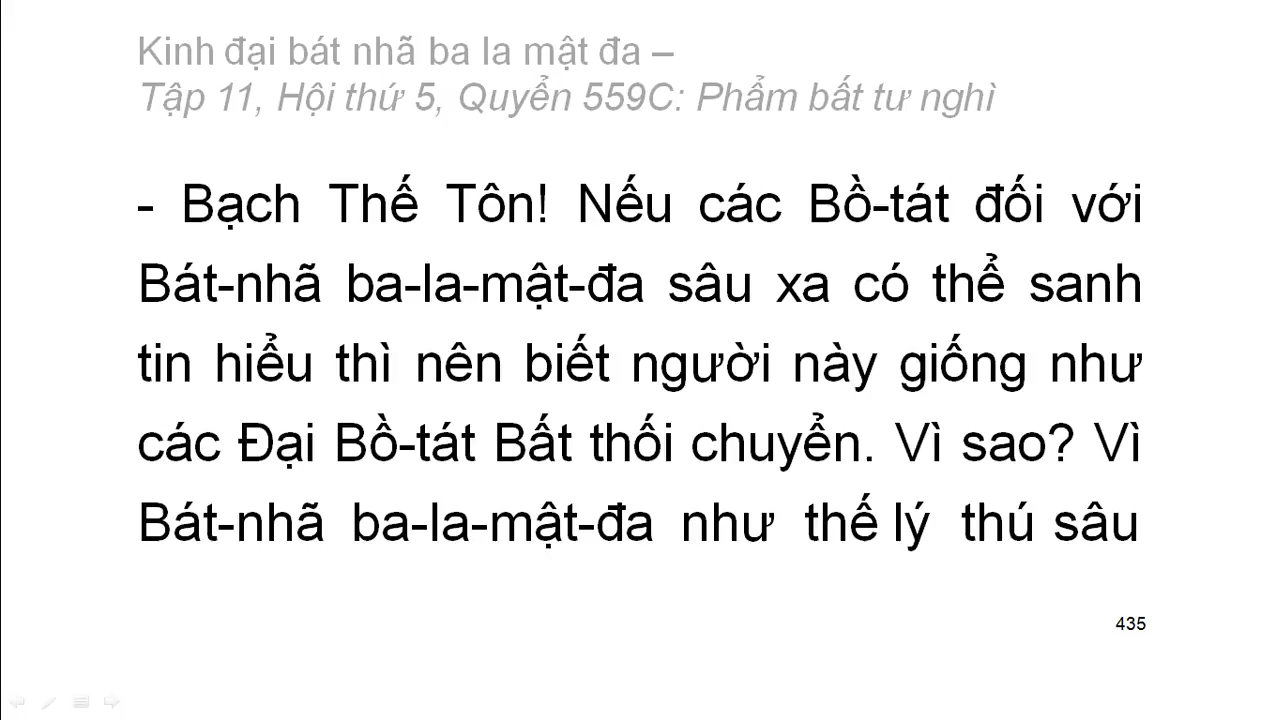 Kinh đại bát nhã ba la mật đa –
Tập 11, Hội thứ 5, Quyển 559C: Phẩm bất tư nghì
- Bạch Thế Tôn! Nếu các Bồ-tát đối với
Bát-nhã ba-la-mật-đa sâu xa có thể sanh
tin hiểu thì nên biết người này giống như
các Đại Bồ-tát Bất thối chuyển. Vì sao? Vì
Bát-nhã ba-la-mật-đa như thế lý thú sâu
435